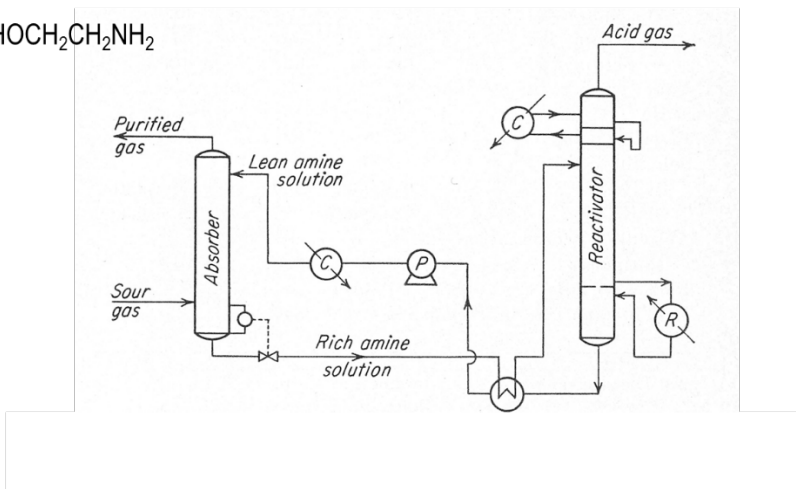 HOCH₂CH₂NH₂
Acid gas
C
Purified
gas
Lean amine
solution
Absorber
Reactivator
C
P
Sour
gas
R
Rich amine
solution